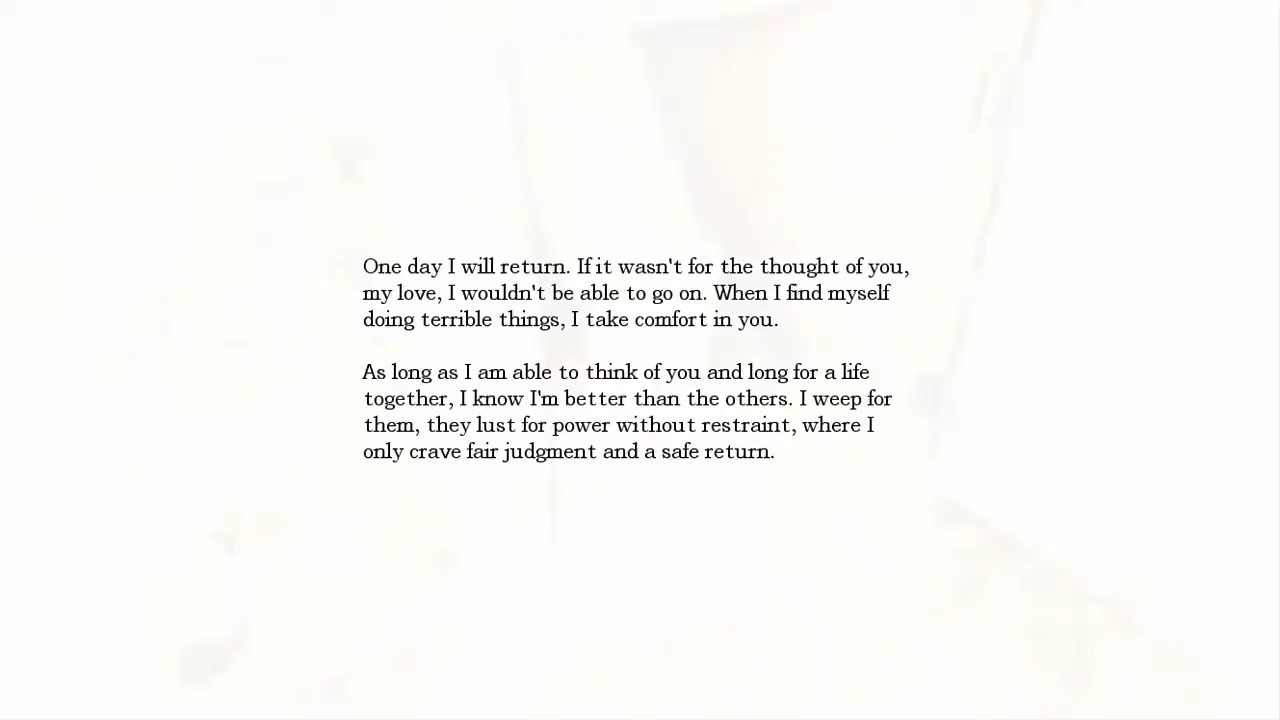 One day I will return. If it wasn't for the thought of you,
my love, I wouldn't be able to go on. When I find myself
doing terrible things, I take comfort in you.
As long as I am able to think of you and long for a life
together, I know I'm better than the others. I weep for
them, they lust for power without restraint, where I
only crave fair judgment and a safe return.